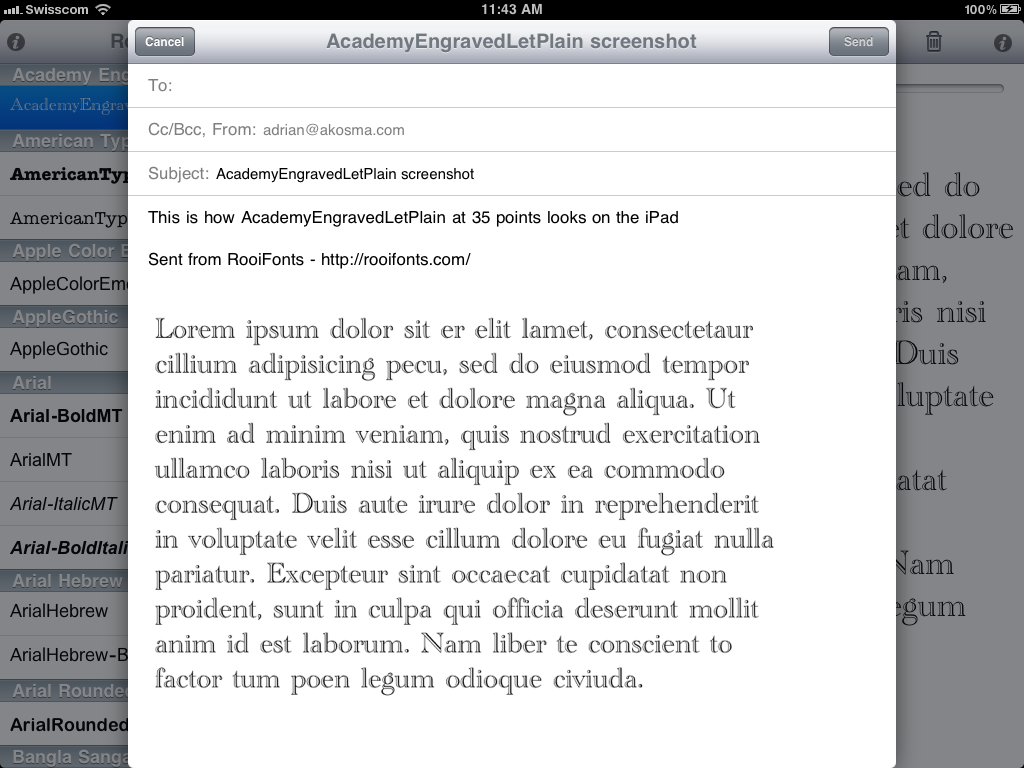 Swisscom
11:43 AM
100%
Cancel
AcademyEngravedLetPlain screenshot
Send
To:
Cc/Bcc, From: adrian@akosma.com
Subject: AcademyEngravedLetPlain screenshot
This is how AcademyEngravedLetPlain at 35 points looks on the iPad
Sent from RooiFonts - http://rooifonts.com/
Lorem ipsum dolor sit er elit lamet, consectetaur
cillium adipisicing pecu, sed do eiusmod tempor
incididunt ut labore et dolore magna aliqua. Ut
enim ad minim veniam, quis nostrud exercitation
ullamco laboris nisi ut aliquip ex ea commodo
consequat. Duis aute irure dolor in reprehenderit
in voluptate velit esse cillum dolore eu fugiat nulla
pariatur. Excepteur sint occaecat cupidatat non
proident, sunt in culpa qui officia deserunt mollit
anim id est laborum. Nam liber te conscient to
factor tum poen legum odioque civiuda.
Academy Eng
AcademyEngra
American Typ
AmericanTyp
AmericanTyp
Apple Color E
AppleColorEmo
AppleGothic
AppleGothic
Arial
Arial-BoldMT
ArialMT
Arial-ItalicMT
Arial-BoldItali
Arial Hebrew
ArialHebrew
ArialHebrew-B
Arial Rounde
ArialRounded
Bangla Sanga
ed do
et dolore
am,
ris nisi
Duis
luptate
atat
Nam
egum